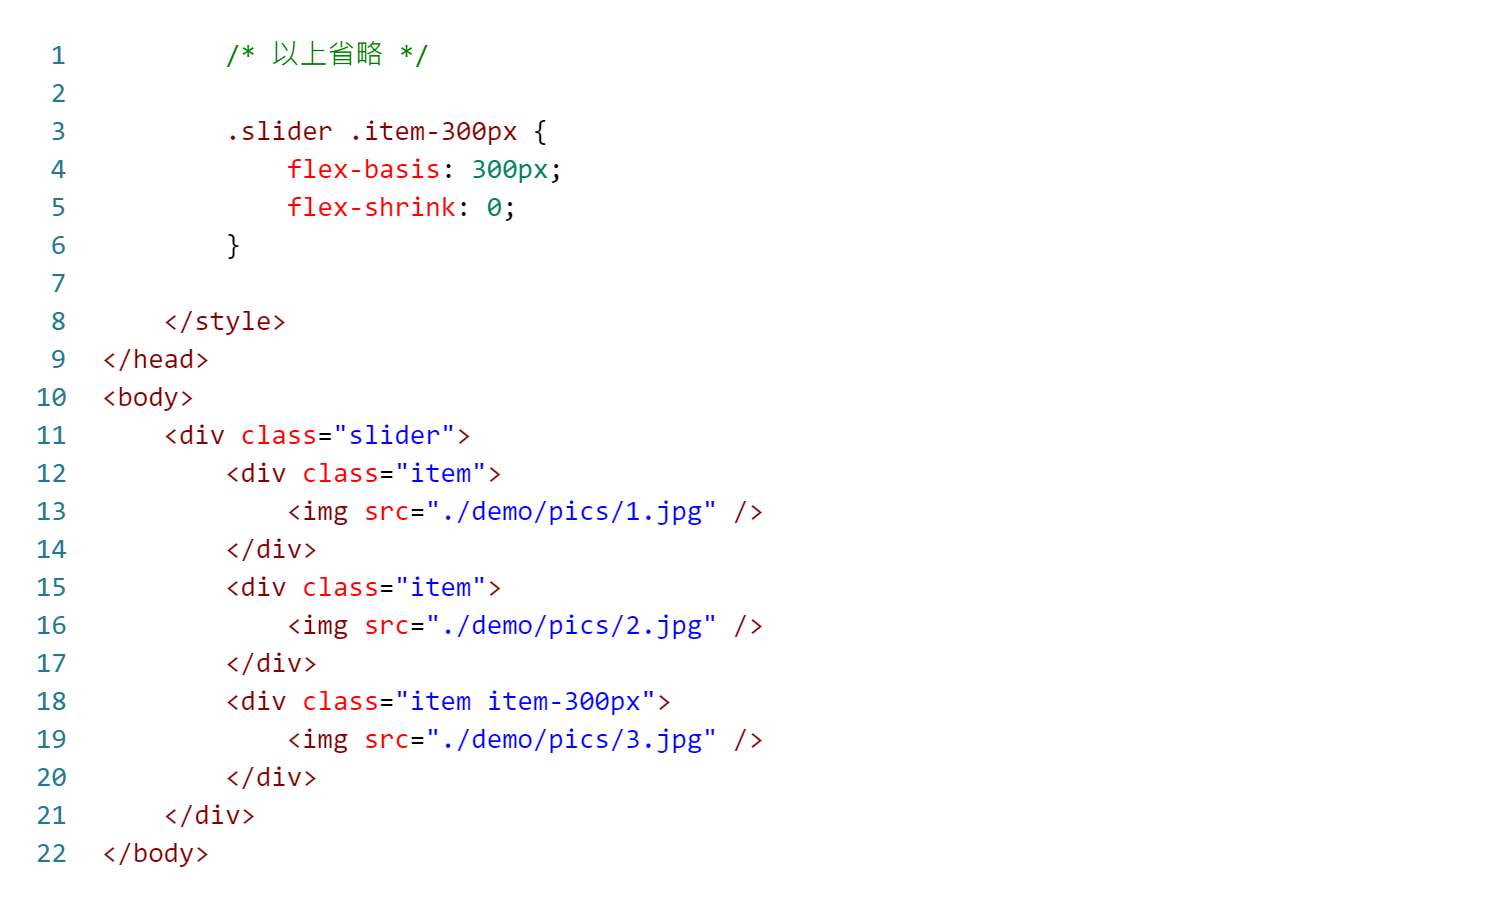 1 /* 以上省略 */
2
3 .slider .item-300px {
4 flex-basis: 300px;
5 flex-shrink: 0;
6 }
7
8 </style>
9 </head>
10 <body>
11 <div class="slider">
12 <div class="item">
13 <img src="./demo/pics/1.jpg" />
14 </div>
15 <div class="item">
16 <img src="./demo/pics/2.jpg" />
17 </div>
18 <div class="item item-300px">
19 <img src="./demo/pics/3.jpg" />
20 </div>
21 </div>
22 </body>